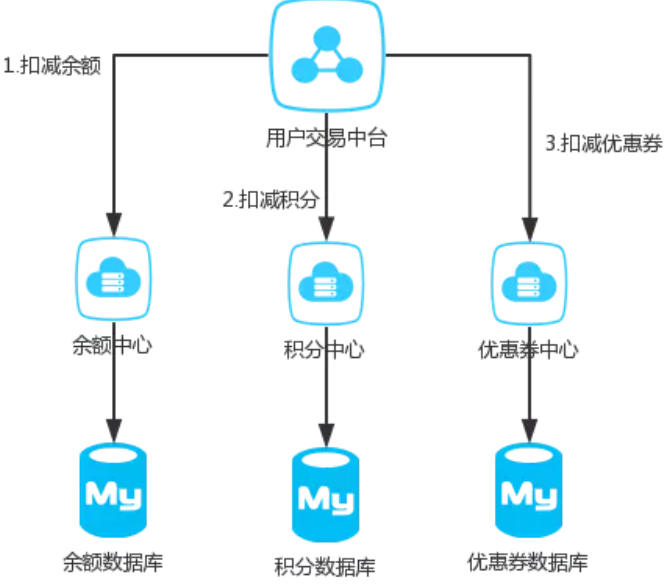 1.扣减余额
用户交易中台
3.扣减优惠券
2.扣减积分
余额中心
积分中心
优惠券中心
My
My
My
余额数据库
积分数据库
优惠券数据库